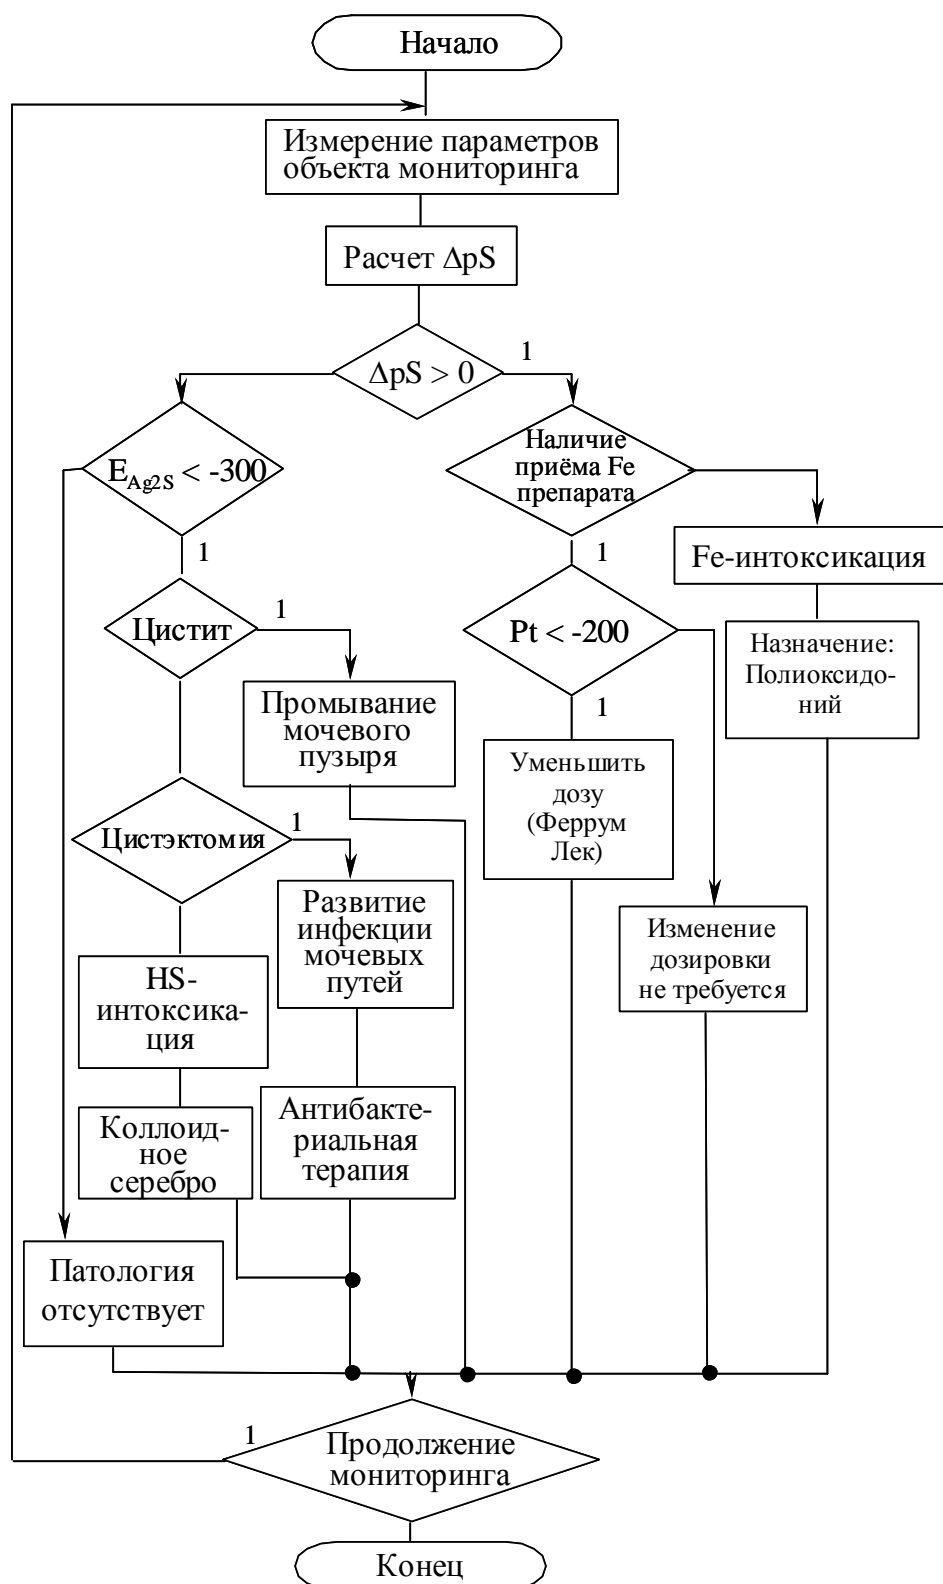 Начало
Измерение параметров
объекта мониторинга
Расчет ΔpS
ΔpS > 0
1
E_Ag2S < -300
Наличие
приёма Fe
препарата
1
1
Fe-интоксикация
Цистит
1
Pt < -200
Назначение:
Полиоксидо-
ний
Промывание
мочевого
пузыря
1
Уменьшить
дозу
(Феррум
Лек)
Цистэктомия
1
Развитие
инфекции
мочевых
путей
Изменение
дозировки
не требуется
HS-
интоксика-
ция
Коллоид-
ное
серебро
Антибакте-
риальная
терапия
Патология
отсутствует
1
Продолжение
мониторинга
Конец